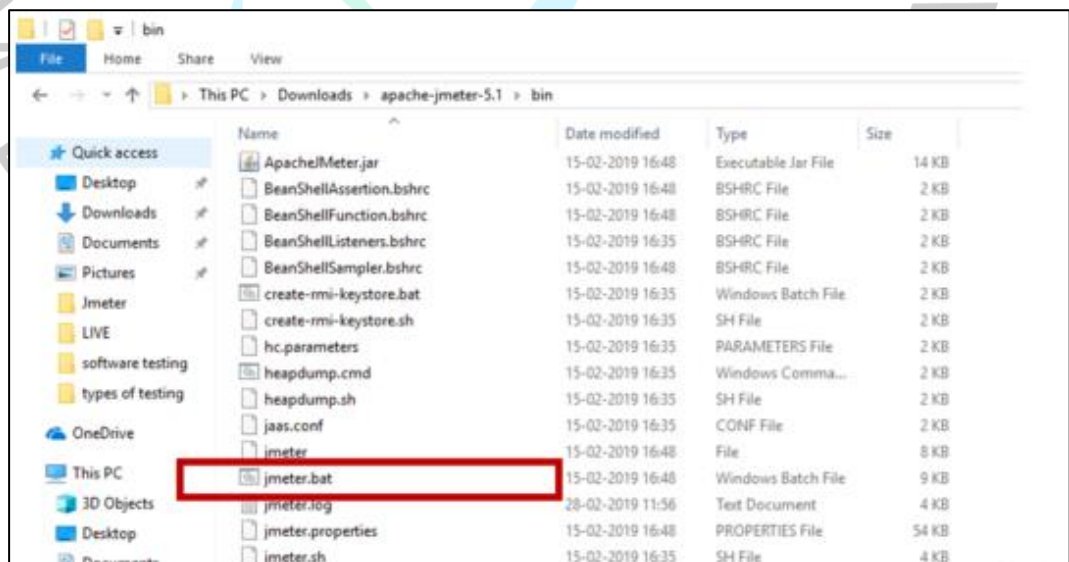 bin
File Home Share View
This PC > Downloads > apache-jmeter-5.1 > bin
Name Date modified Type Size
Quick access
Desktop
Downloads
Documents
Pictures
Jmeter
LIVE
software testing
types of testing
OneDrive
This PC
3D Objects
Desktop
Documents
ApacheJMeter.jar 15-02-2019 16:48 Executable Jar File 14 KB
BeanShellAssertion.bshrc 15-02-2019 16:48 BSHRC File 2 KB
BeanShellFunction.bshrc 15-02-2019 16:48 BSHRC File 2 KB
BeanShellListeners.bshrc 15-02-2019 16:35 BSHRC File 2 KB
BeanShellSampler.bshrc 15-02-2019 16:48 BSHRC File 2 KB
create-rmi-keystore.bat 15-02-2019 16:35 Windows Batch File 2 KB
create-rmi-keystore.sh 15-02-2019 16:35 SH File 2 KB
hc.parameters 15-02-2019 16:35 PARAMETERS File 2 KB
heapdump.cmd 15-02-2019 16:35 Windows Comma... 2 KB
heapdump.sh 15-02-2019 16:35 SH File 2 KB
jaas.conf 15-02-2019 16:35 CONF File 2 KB
jmeter 15-02-2019 16:48 File 8 KB
jmeter.bat 15-02-2019 16:48 Windows Batch File 9 KB
jmeter.log 28-02-2019 11:56 Text Document 4 KB
jmeter.properties 15-02-2019 16:48 PROPERTIES File 54 KB
jmeter.sh 15-02-2019 16:35 SH File 4 KB